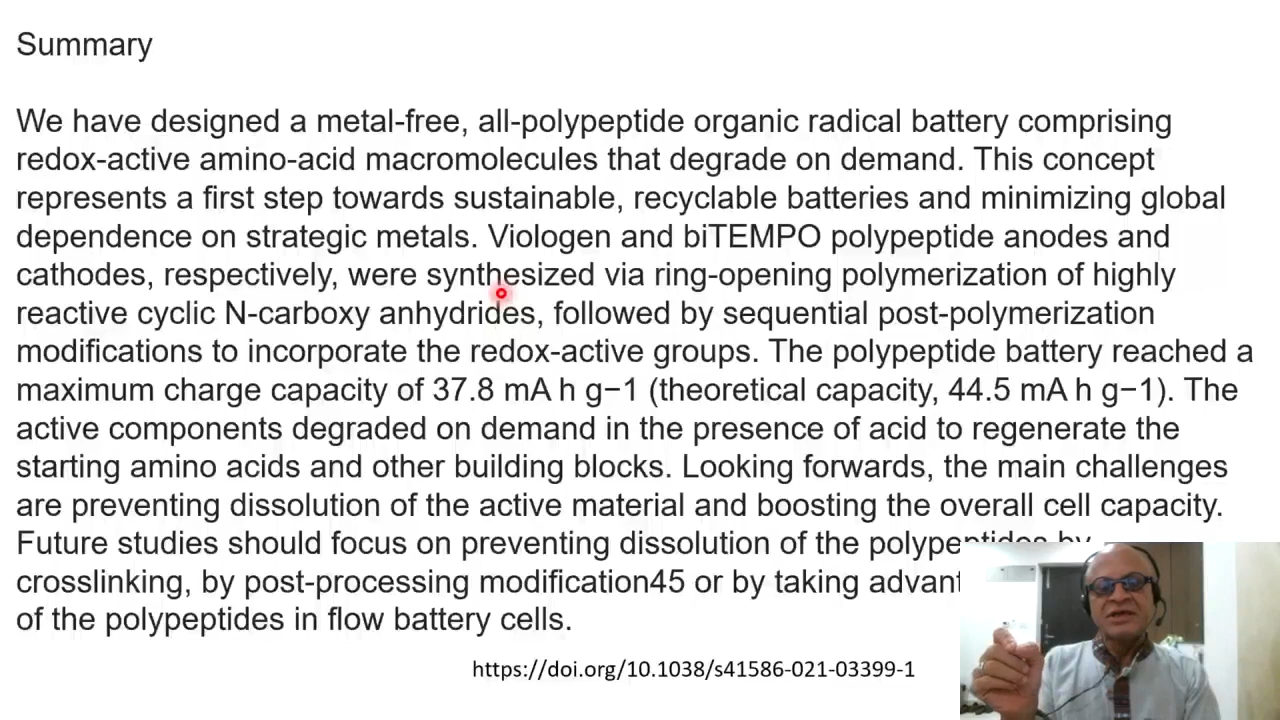 Summary
We have designed a metal-free, all-polypeptide organic radical battery comprising
redox-active amino-acid macromolecules that degrade on demand. This concept
represents a first step towards sustainable, recyclable batteries and minimizing global
dependence on strategic metals. Viologen and biTEMPO polypeptide anodes and
cathodes, respectively, were synthesized via ring-opening polymerization of highly
reactive cyclic N-carboxy anhydrides, followed by sequential post-polymerization
modifications to incorporate the redox-active groups. The polypeptide battery reached a
maximum charge capacity of 37.8 mA h g−1 (theoretical capacity, 44.5 mA h g−1). The
active components degraded on demand in the presence of acid to regenerate the
starting amino acids and other building blocks. Looking forwards, the main challenges
are preventing dissolution of the active material and boosting the overall cell capacity.
Future studies should focus on preventing dissolution of the polypeptides by
crosslinking, by post-processing modification45 or by taking
of the polypeptides in flow battery cells.
https://doi.org/10.1038/s41586-021-03399-1